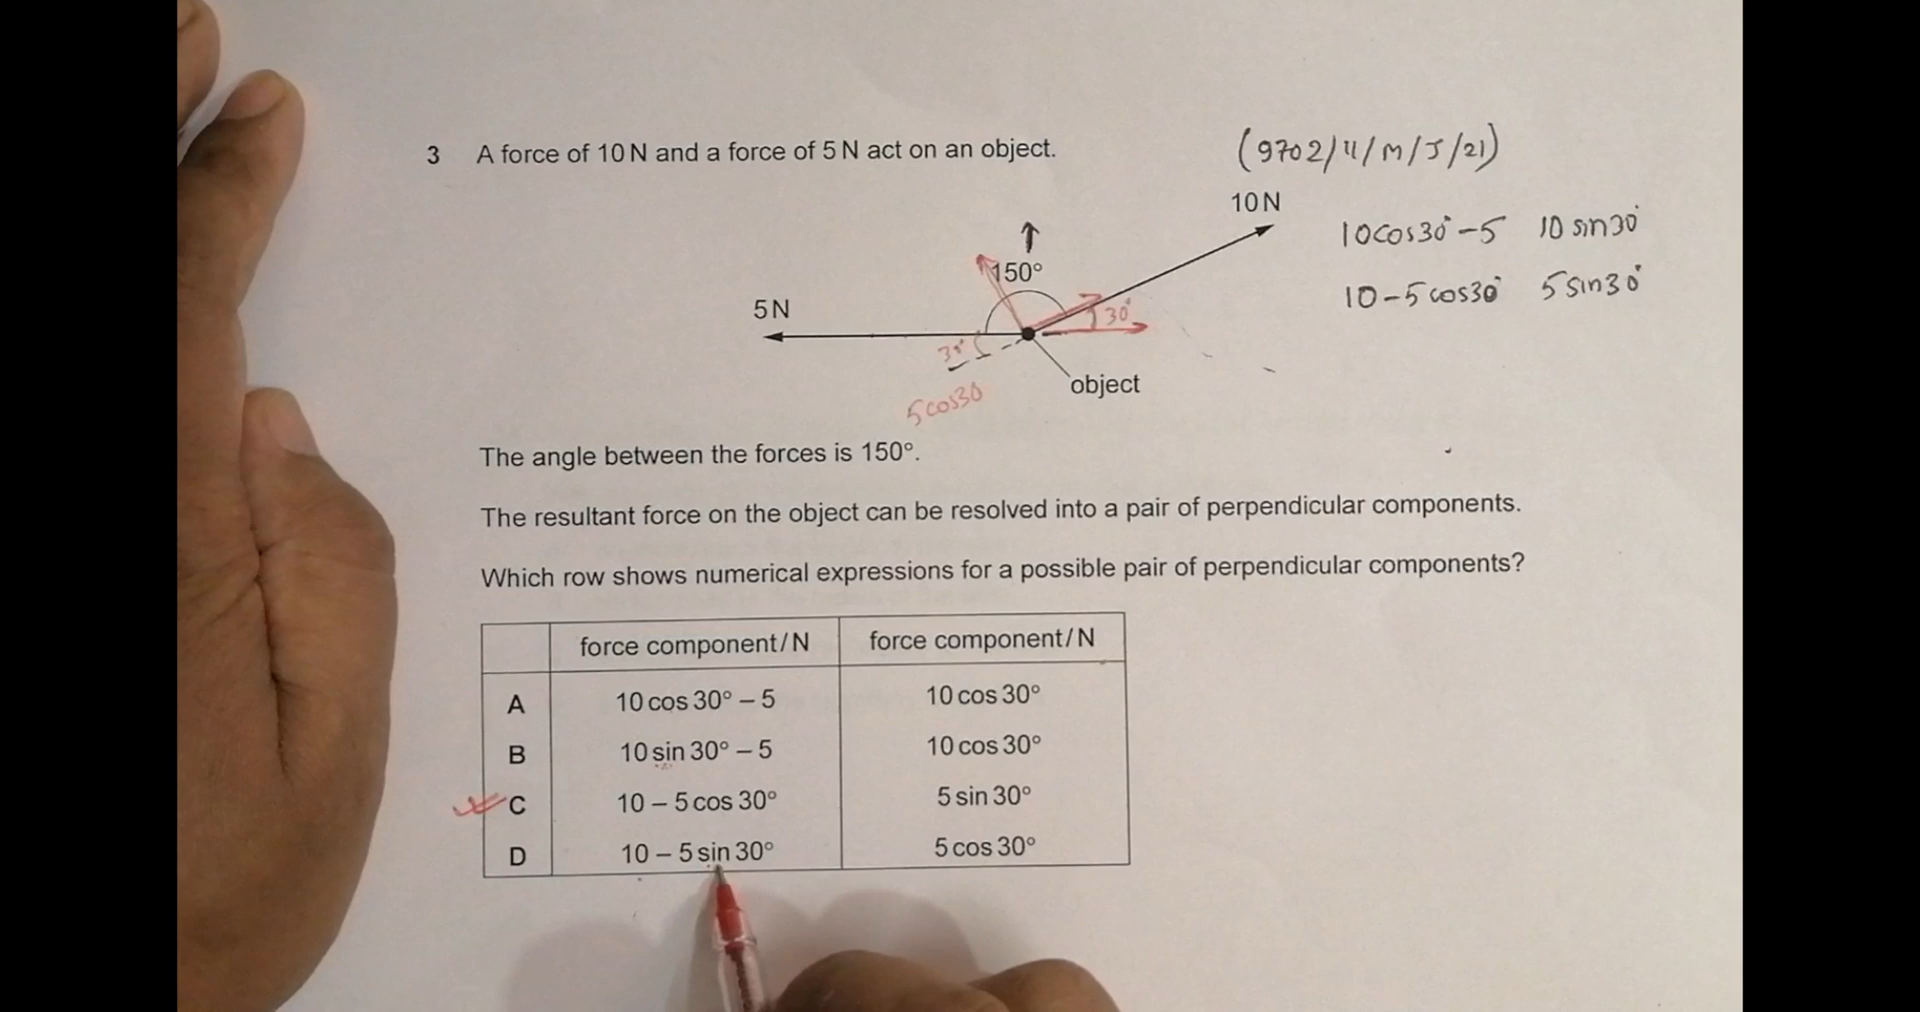 3 A force of 10 N and a force of 5 N act on an object.
(9702/11/M/J/21)
10 N
10cos30°-5 10 sin30°
150°
5 N
30°
10-5cos30° 5 sin30°
30°
object
5cos30
The angle between the forces is 150°.
The resultant force on the object can be resolved into a pair of perpendicular components.
Which row shows numerical expressions for a possible pair of perpendicular components?
force component/N force component/N
A 10 cos 30° – 5 10 cos 30°
B 10 sin 30° – 5 10 cos 30°
C 10 – 5 cos 30° 5 sin 30°
D 10 – 5 sin 30° 5 cos 30°